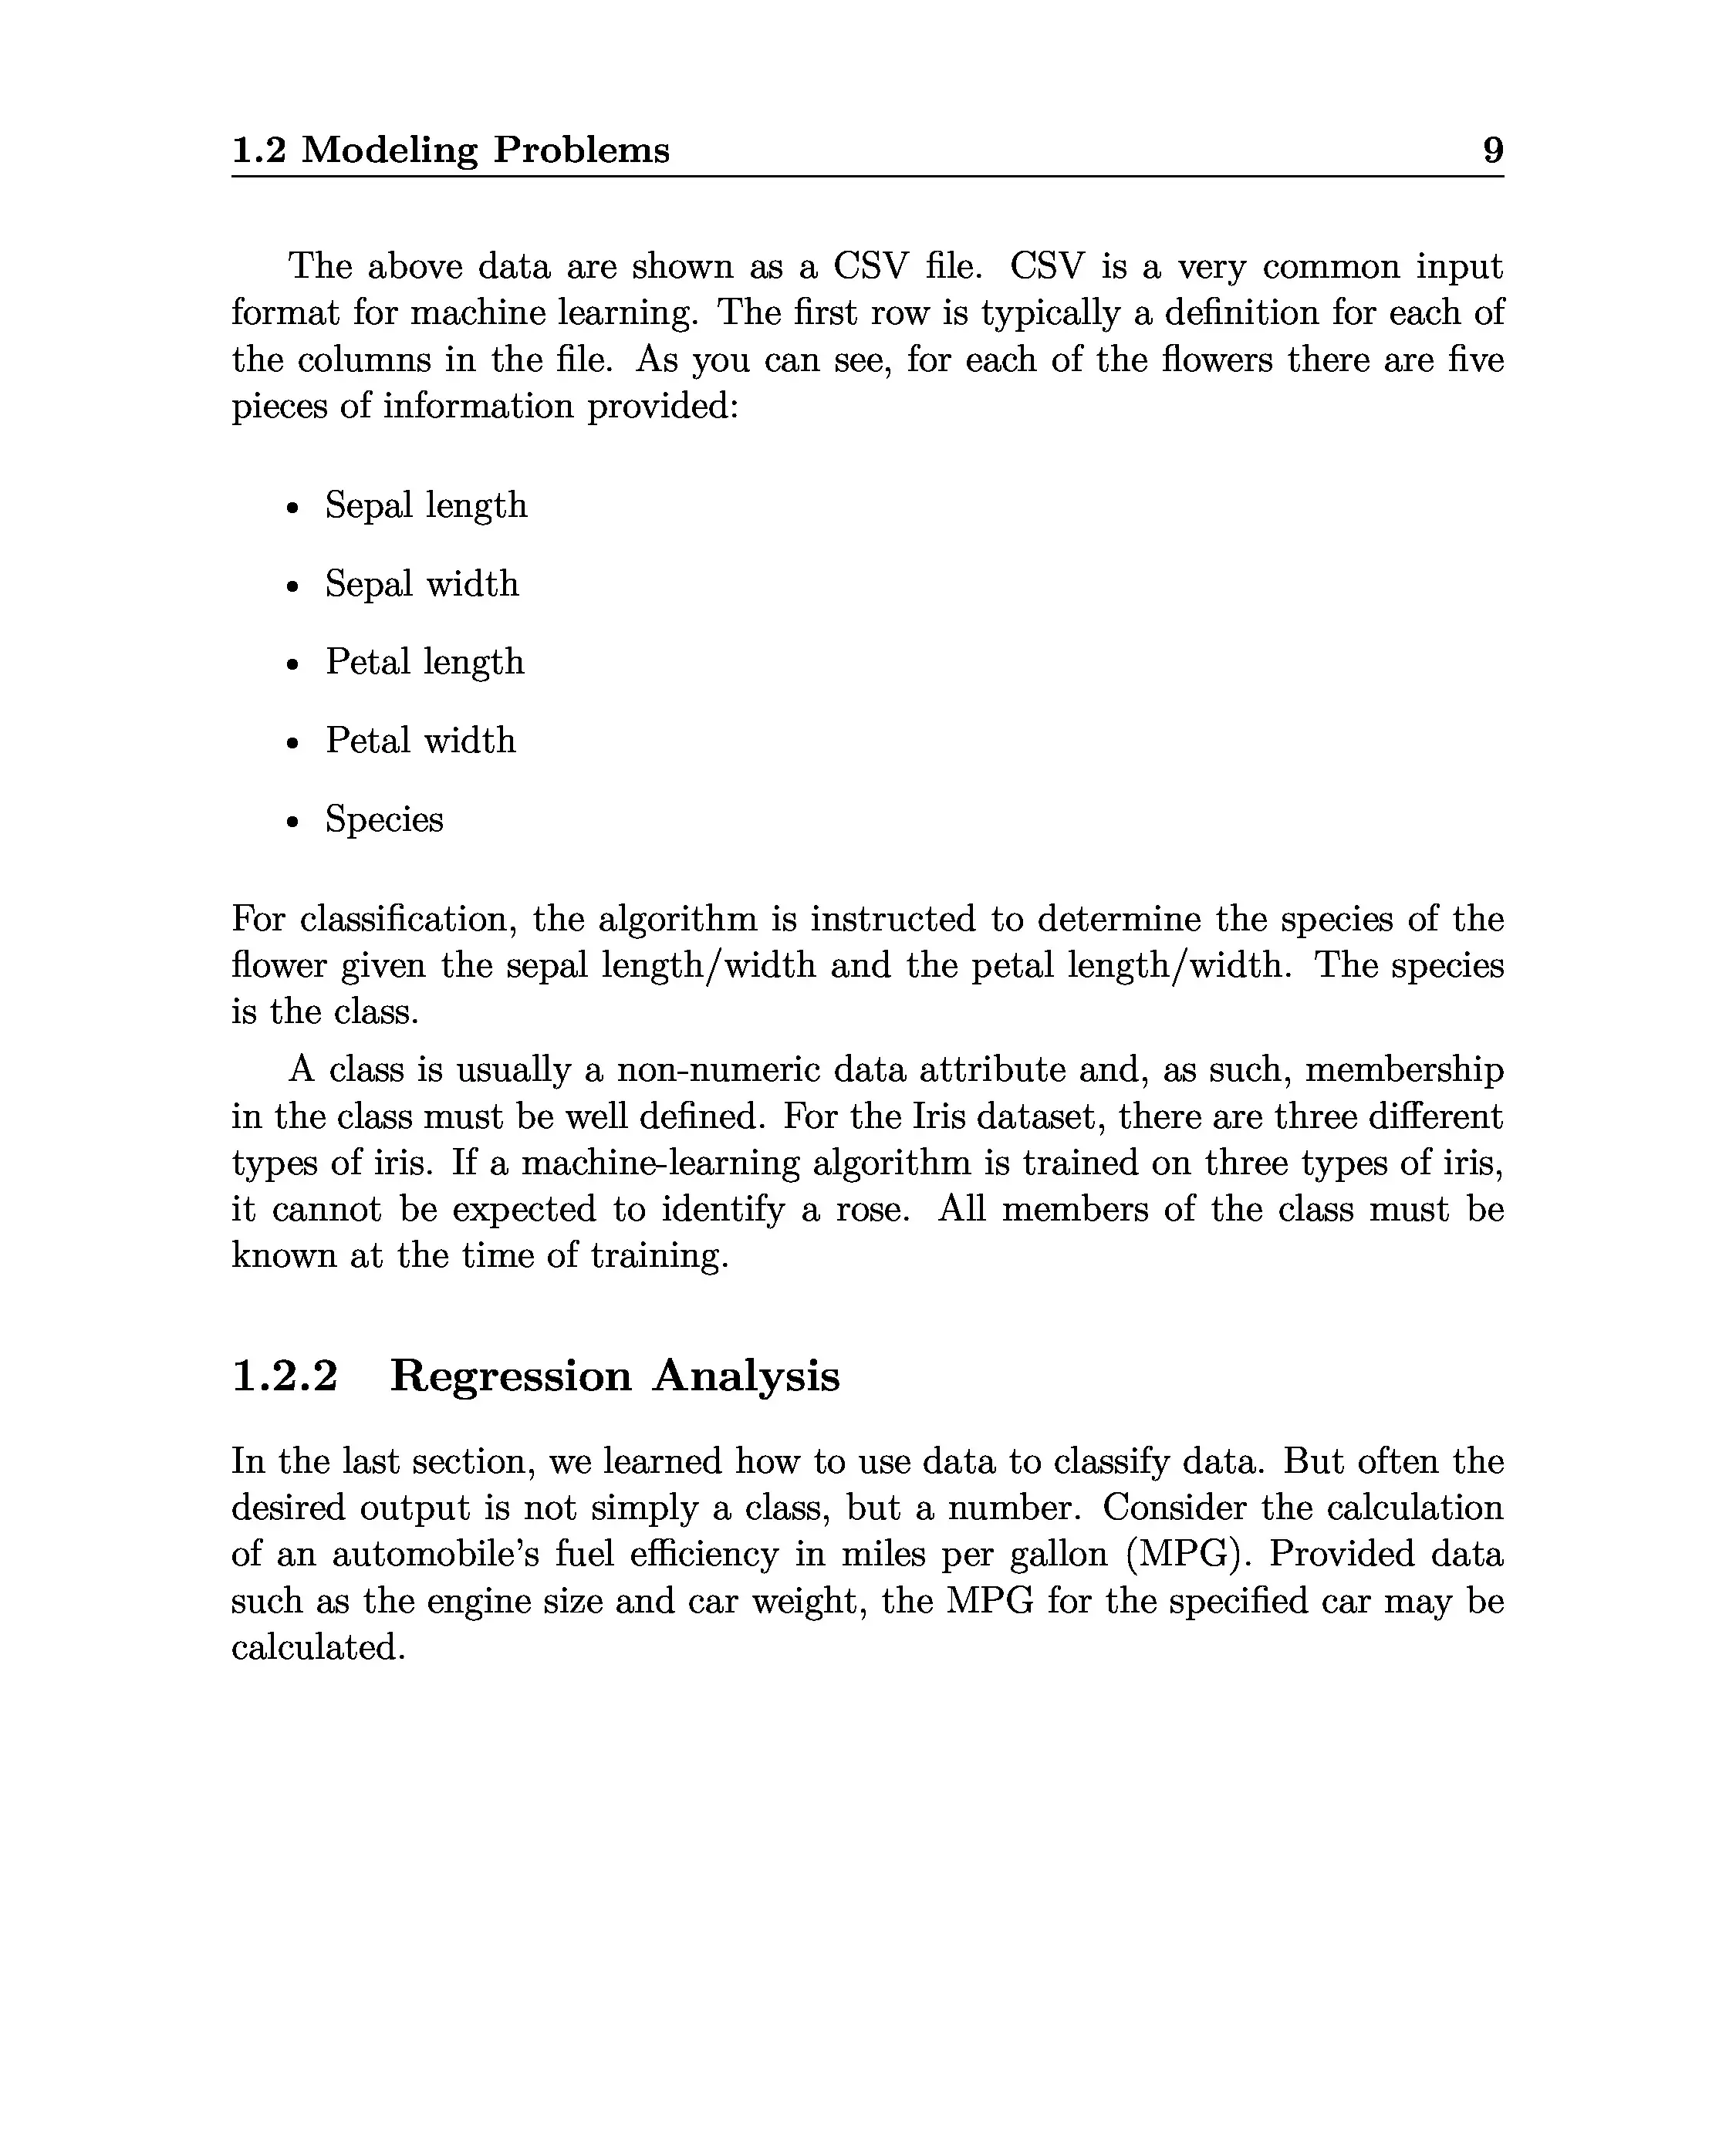 1.2 Modeling Problems 9
The above data are shown as a CSV file. CSV is a very common input
format for machine learning. The first row is typically a definition for each of
the columns in the file. As you can see, for each of the flowers there are five
pieces of information provided:
• Sepal length
• Sepal width
• Petal length
• Petal width
• Species
For classification, the algorithm is instructed to determine the species of the
flower given the sepal length/width and the petal length/width. The species
is the class.
A class is usually a non-numeric data attribute and, as such, membership
in the class must be well defined. For the Iris dataset, there are three different
types of iris. If a machine-learning algorithm is trained on three types of iris,
it cannot be expected to identify a rose. All members of the class must be
known at the time of training.
1.2.2 Regression Analysis
In the last section, we learned how to use data to classify data. But often the
desired output is not simply a class, but a number. Consider the calculation
of an automobile's fuel efficiency in miles per gallon (MPG). Provided data
such as the engine size and car weight, the MPG for the specified car may be
calculated.